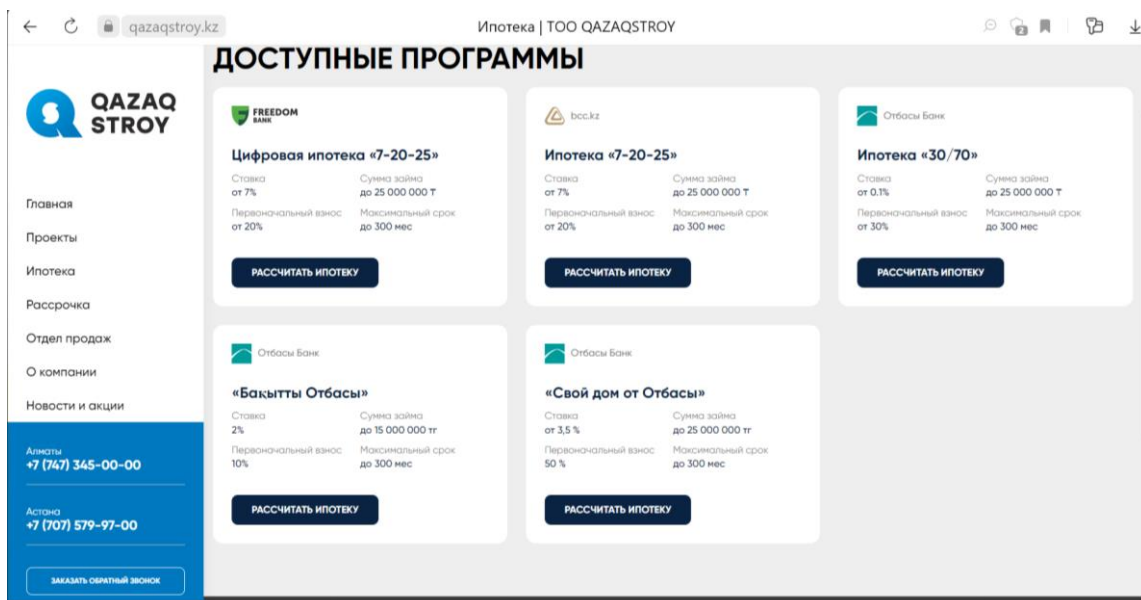 qazaqstroy.kz
Ипотека | ТОО QAZAQSTROY
2
QAZAQ
STROY
Главная
Проекты
Ипотека
Рассрочка
Отдел продаж
О компании
Новости и акции
Алматы
+7 (747) 345-00-00
Астана
+7 (707) 579-97-00
ЗАКАЗАТЬ ОБРАТНЫЙ ЗВОНОК
ДОСТУПНЫЕ ПРОГРАММЫ
FREEDOM
BANK
Цифровая ипотека «7-20-25»
Ставка Сумма займа
от 7% до 25 000 000 ₸
Первоначальный взнос Максимальный срок
от 20% до 300 мес
РАССЧИТАТЬ ИПОТЕКУ
bcc.kz
Ипотека «7-20-25»
Ставка Сумма займа
от 7% до 25 000 000 ₸
Первоначальный взнос Максимальный срок
от 20% до 300 мес
РАССЧИТАТЬ ИПОТЕКУ
Отбасы Банк
Ипотека «30/70»
Ставка Сумма займа
от 0.1% до 25 000 000 ₸
Первоначальный взнос Максимальный срок
от 30% до 300 мес
РАССЧИТАТЬ ИПОТЕКУ
Отбасы Банк
«Бақытты Отбасы»
Ставка Сумма займа
2% до 15 000 000 тг
Первоначальный взнос Максимальный срок
10% до 300 мес
РАССЧИТАТЬ ИПОТЕКУ
Отбасы Банк
«Свой дом от Отбасы»
Ставка Сумма займа
от 3,5 % до 25 000 000 тг
Первоначальный взнос Максимальный срок
50 % до 300 мес
РАССЧИТАТЬ ИПОТЕКУ